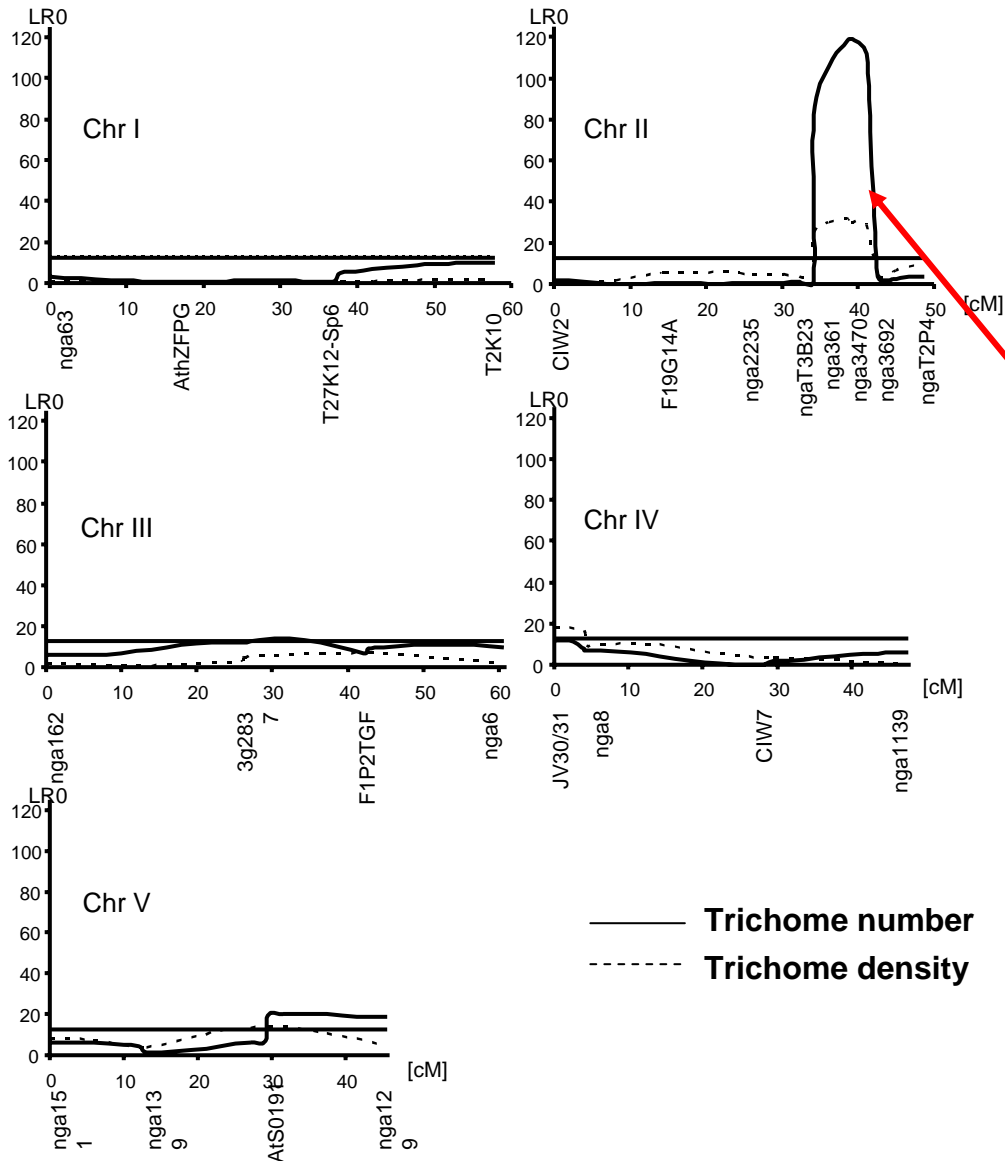 LR0
120
100
80
60
40
20
0
Chr I
0 10 20 30 40 50 60
nga63
AthZFPG
T27K12-Sp6
T2K10
LR0
120
100
80
60
40
20
0
Chr II
0 10 20 30 40 50 [cM]
CIW2
F19G14A
nga2235
ngaT3B23
nga361
nga3470
nga3692
ngaT2P4
LR0
120
100
80
60
40
20
0
Chr III
0 10 20 30 40 50 60
nga162
3g283
7
F1P2TGF
nga6
LR0
120
100
80
60
40
20
0
Chr IV
0 10 20 30 40 [cM]
JV30/31
nga8
CIW7
nga1139
LR0
120
100
80
60
40
20
0
Chr V
0 10 20 30 40 [cM]
nga15
1
nga13
9
AtS0191
nga12
9
Trichome number
Trichome density